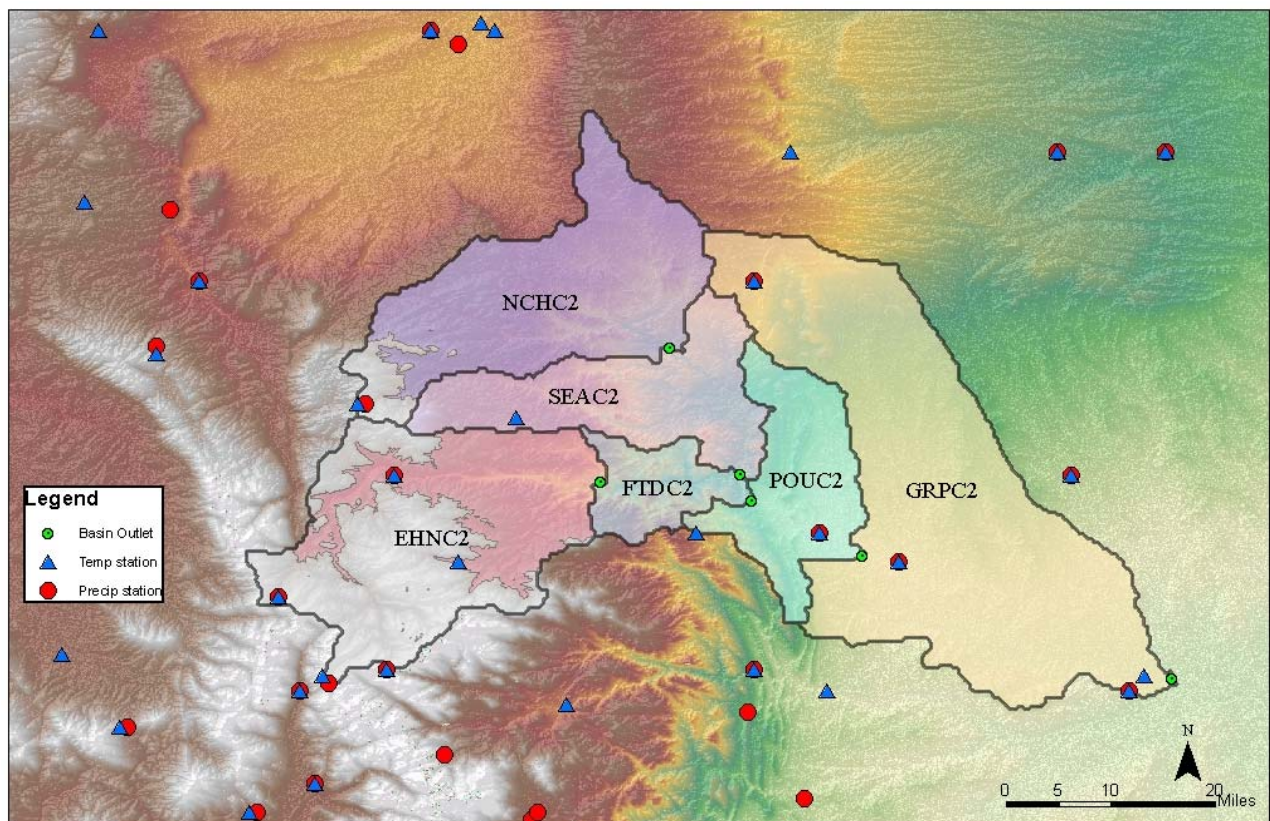 NCHC2
SEAC2
FTDC2
POUC2
GRPC2
EHNC2
Legend
Basin Outlet
Temp station
Precip station
N
0 5 10 20
Miles